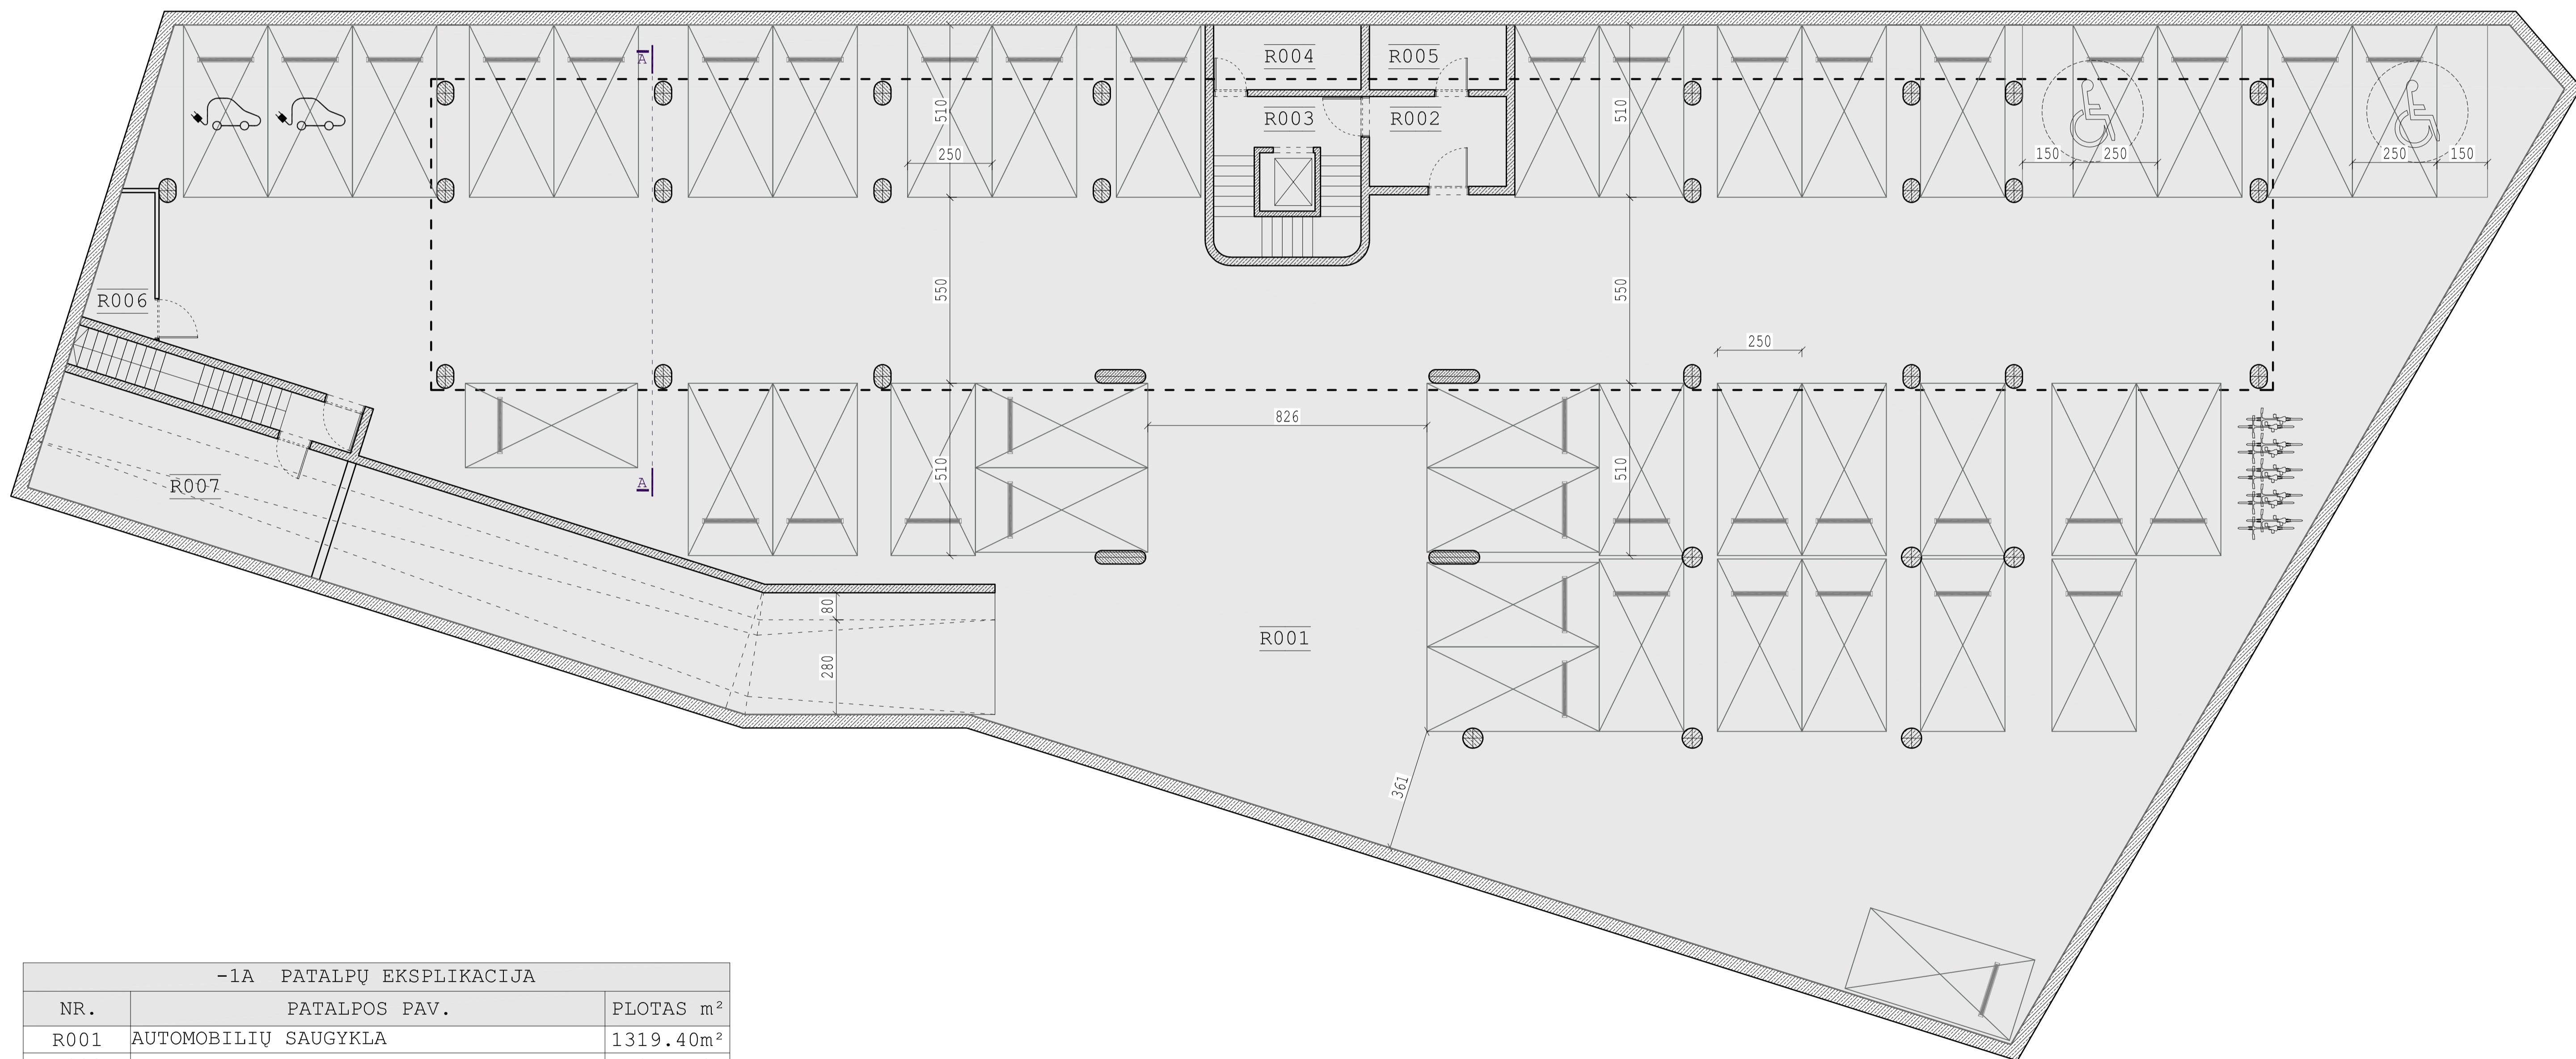 A
R004
R005
510
510
R003
R002
250
150
250
250
150
550
550
R006
250
826
510
510
A
R007
80
R001
280
361
-1A PATALPŲ EKSPLIKACIJA
NR.
PATALPOS PAV.
PLOTAS m²
R001
AUTOMOBILIŲ SAUGYKLA
1319.40m²